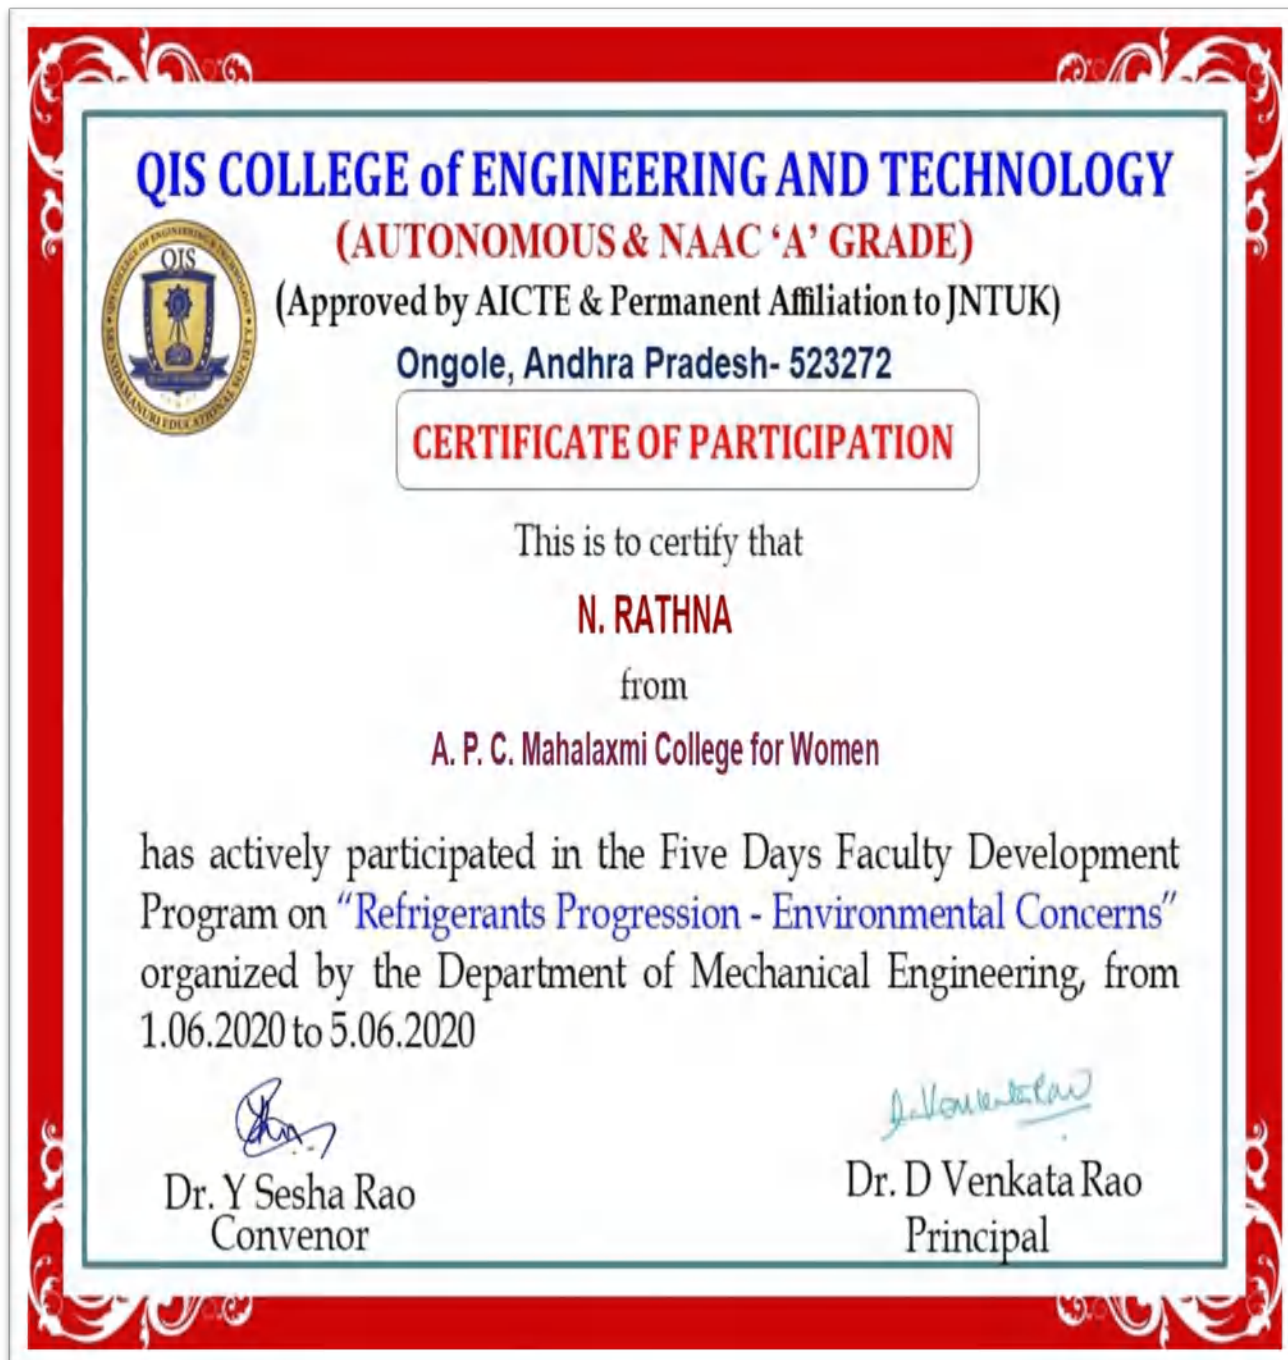 QIS COLLEGE of ENGINEERING AND TECHNOLOGY
(AUTONOMOUS & NAAC ‘A’ GRADE)
(Approved by AICTE & Permanent Affiliation to JNTUK)
Ongole, Andhra Pradesh- 523272
QIS
CERTIFICATE OF PARTICIPATION
This is to certify that
N. RATHNA
from
A. P. C. Mahalaxmi College for Women
has actively participated in the Five Days Faculty Development
Program on “Refrigerants Progression - Environmental Concerns”
organized by the Department of Mechanical Engineering, from
1.06.2020 to 5.06.2020
Dr. Y Sesha Rao
Convenor
D. Venkata Rao
Dr. D Venkata Rao
Principal